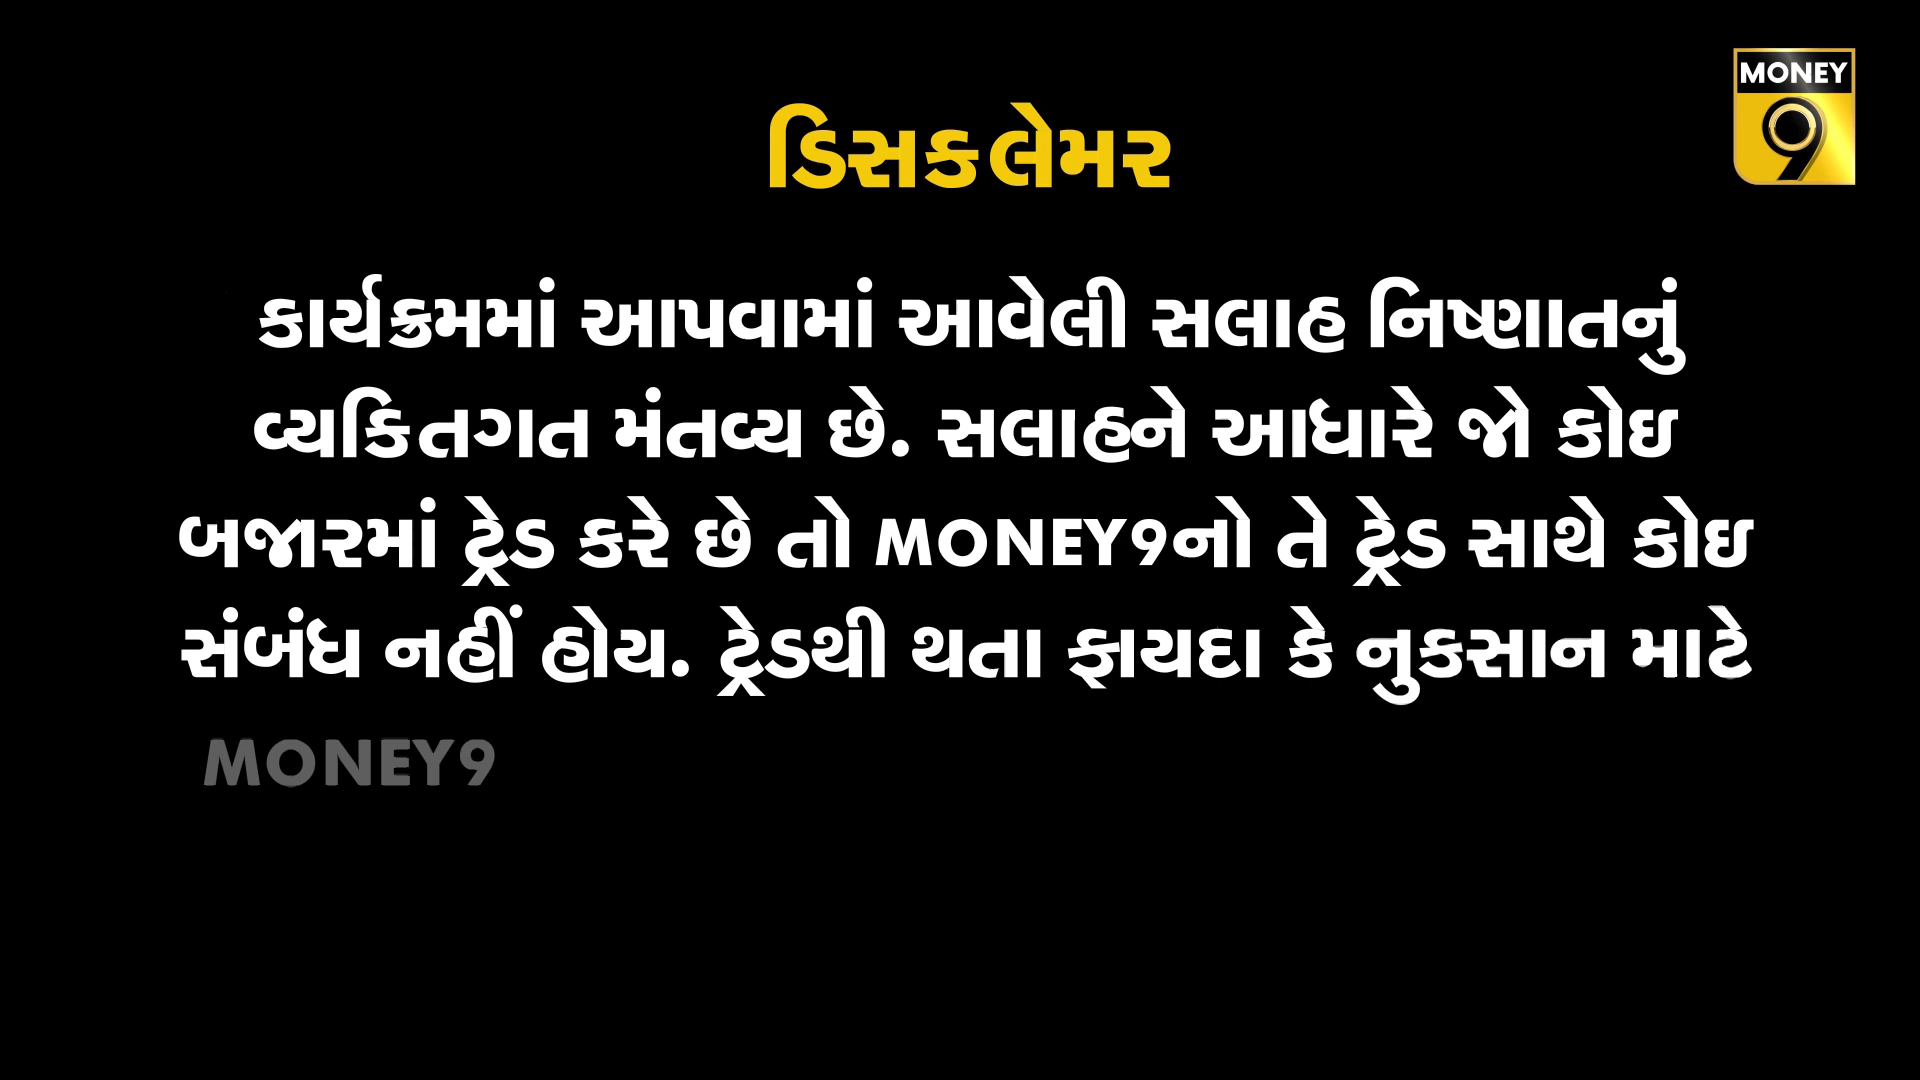 MONEY
9
ડિસકલેમર
કાર્યક્રમમાં આપવામાં આવેલી સલાહ નિષ્ણાતનું
વ્યકિતગત મંતવ્ય છે. સલાહને આધારે જો કોઇ
બજારમાં ટ્રેડ કરે છે તો MONEY9નો તે ટ્રેડ સાથે કોઇ
સંબંધ નહીં હોય. ટ્રેડથી થતા ફાયદા કે નુકસાન માટે
MONEY9